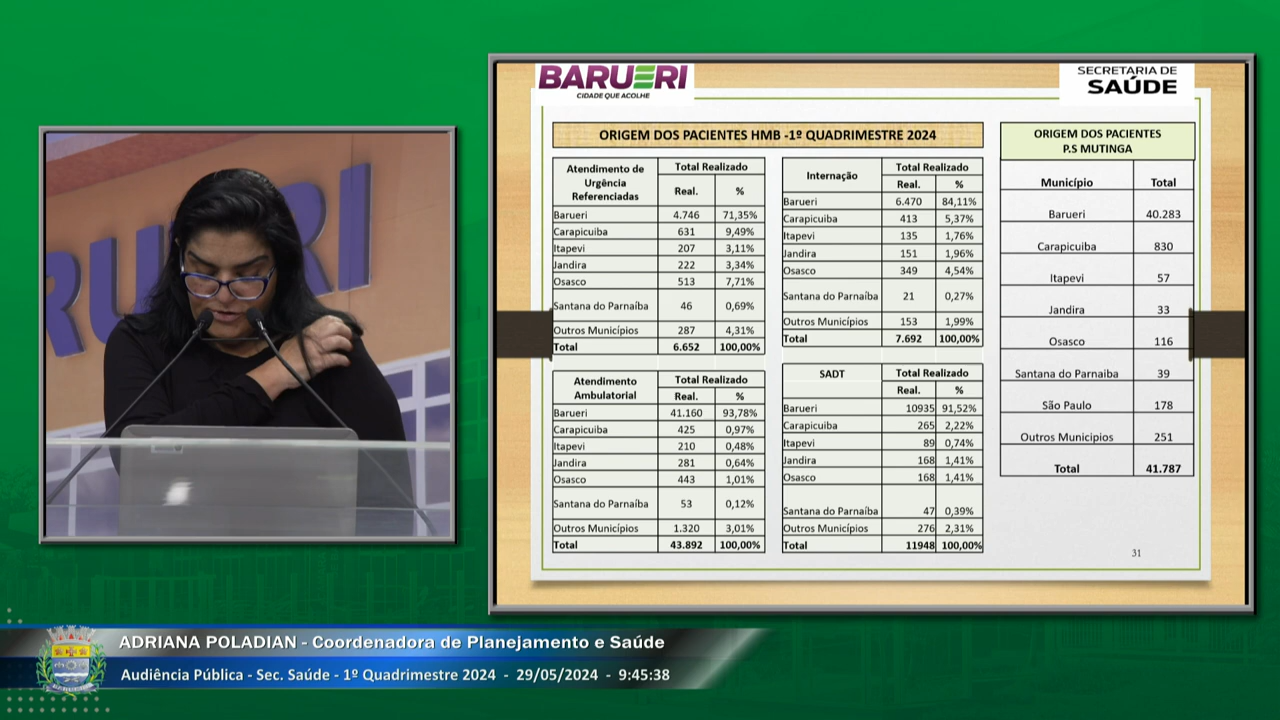 BARUERI
CIDADE QUE ACOLHE
SECRETARIA DE
SAÚDE
ORIGEM DOS PACIENTES HMB -1º QUADRIMESTRE 2024
Atendimento de Urgência Referenciadas Total Realizado
Real. %
Barueri 4.746 71,35%
Carapicuiba 631 9,49%
Itapevi 207 3,11%
Jandira 222 3,34%
Osasco 513 7,71%
Santana do Parnaíba 46 0,69%
Outros Municípios 287 4,31%
Total 6.652 100,00%
Internação Total Realizado
Real. %
Barueri 6.470 84,11%
Carapicuiba 413 5,37%
Itapevi 135 1,76%
Jandira 151 1,96%
Osasco 349 4,54%
Santana do Parnaíba 21 0,27%
Outros Municípios 153 1,99%
Total 7.692 100,00%
Atendimento Ambulatorial Total Realizado
Real. %
Barueri 41.160 93,78%
Carapicuiba 425 0,97%
Itapevi 210 0,48%
Jandira 281 0,64%
Osasco 443 1,01%
Santana do Parnaíba 53 0,12%
Outros Municípios 1.320 3,01%
Total 43.892 100,00%
SADT Total Realizado
Real. %
Barueri 10935 91,52%
Carapicuiba 265 2,22%
Itapevi 89 0,74%
Jandira 168 1,41%
Osasco 168 1,41%
Santana do Parnaíba 47 0,39%
Outros Municípios 276 2,31%
Total 11948 100,00%
ORIGEM DOS PACIENTES
P.S MUTINGA
Município Total
Barueri 40.283
Carapicuiba 830
Itapevi 57
Jandira 33
Osasco 116
Santana do Parnaiba 39
São Paulo 178
Outros Municipios 251
Total 41.787
31
RUERI
ADRIANA POLADIAN - Coordenadora de Planejamento e Saúde
Audiência Pública - Sec. Saúde - 1º Quadrimestre 2024 - 29/05/2024 - 9:45:38